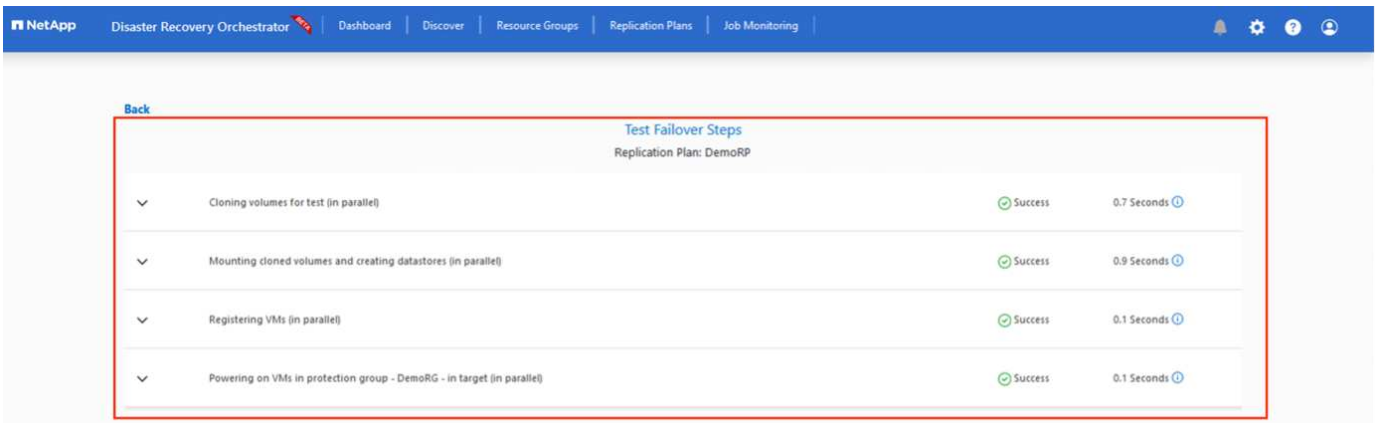 NetApp Disaster Recovery Orchestrator Dashboard Discover Resource Groups Replication Plans Job Monitoring
Back
Test Failover Steps
Replication Plan: DemoRP
Cloning volumes for test (in parallel) Success 0.7 Seconds
Mounting cloned volumes and creating datastores (in parallel) Success 0.9 Seconds
Registering VMs (in parallel) Success 0.1 Seconds
Powering on VMs in protection group - DemoRG - in target (in parallel) Success 0.1 Seconds